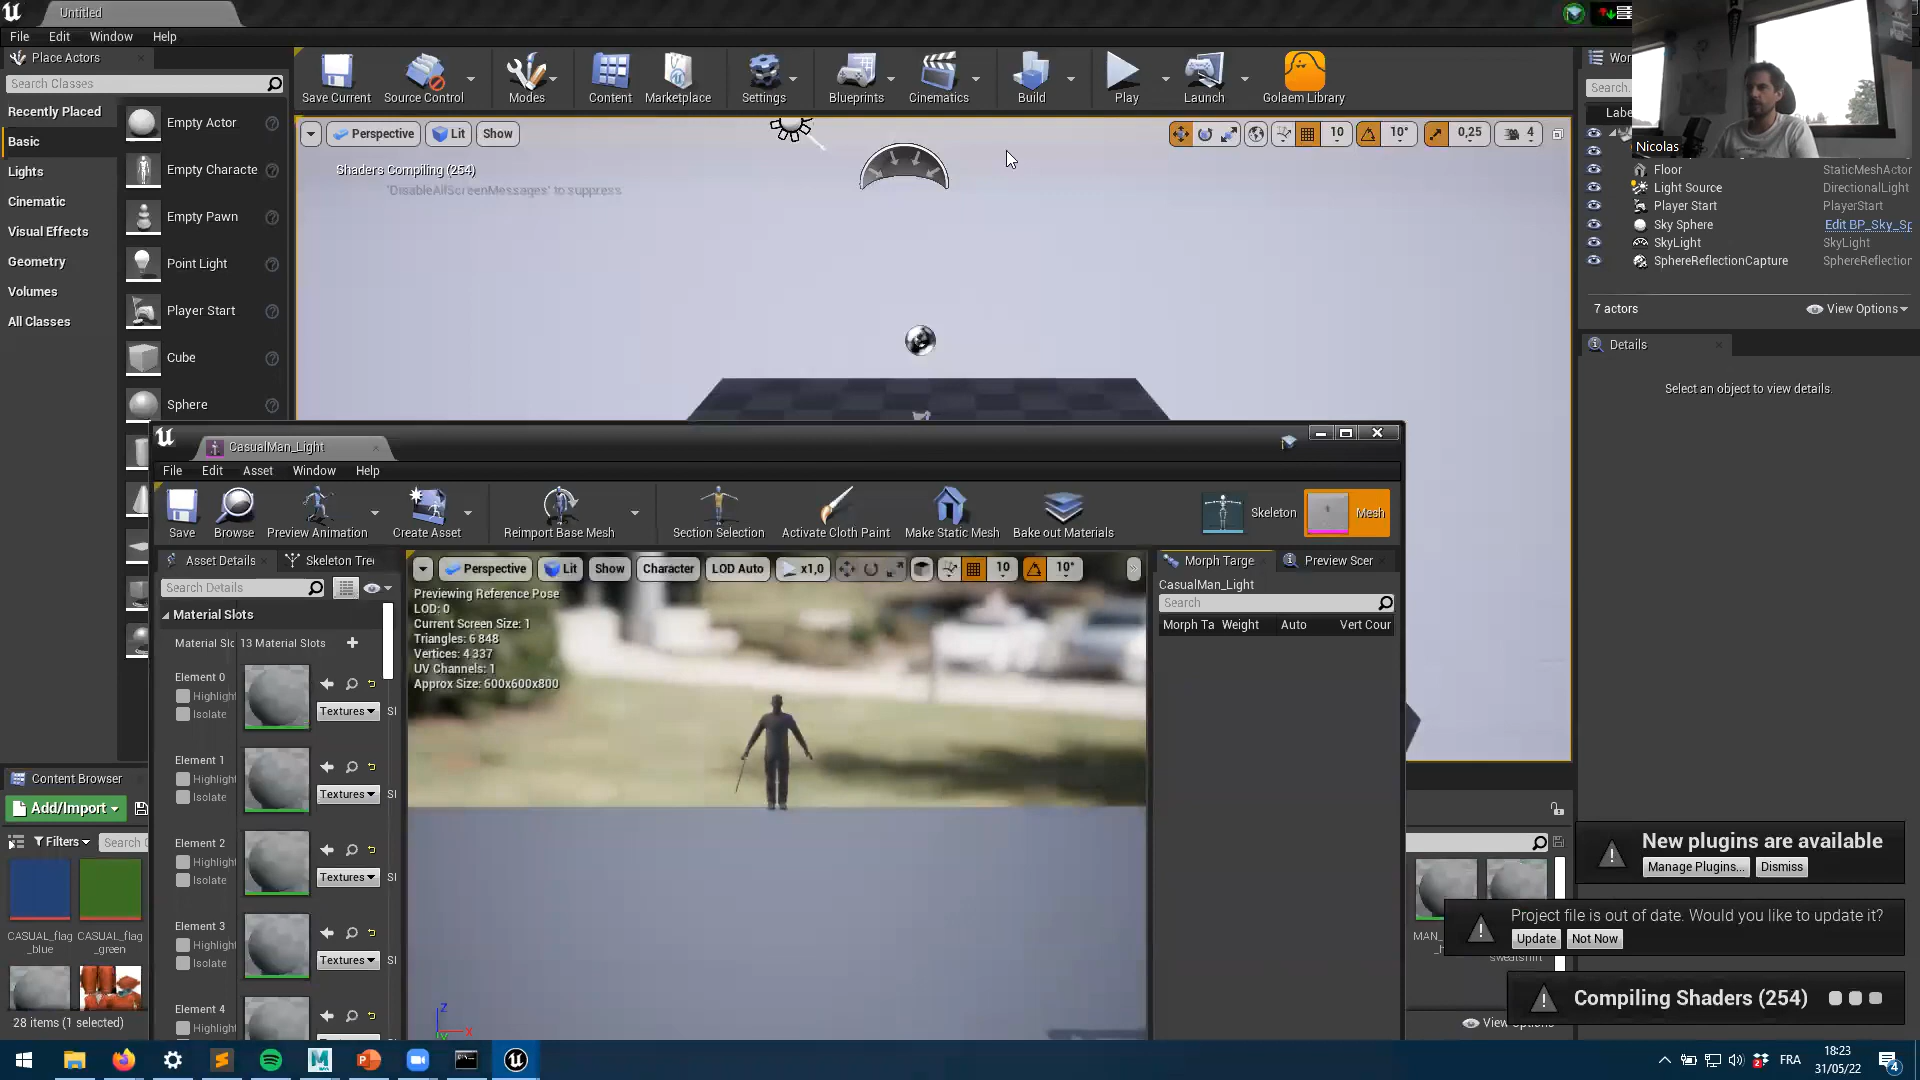 Untitled
File Edit Window Help
Place Actors
Search Classes
Recently Placed
Basic
Lights
Cinematic
Visual Effects
Geometry
Volumes
All Classes
Empty Actor
Empty Characte
Empty Pawn
Point Light
Player Start
Cube
Sphere
Save Current
Source Control
Modes
Content
Marketplace
Settings
Blueprints
Cinematics
Build
Play
Launch
Golaem Library
Perspective Lit Show
10 10° 0,25 4
Shaders Compiling (254)
'DisableAllScreenMessages' to suppress
Nicolas
Wor
Search.
Labe
Floor StaticMeshActor
Light Source DirectionalLight
Player Start PlayerStart
Sky Sphere Edit BP_Sky_Sp
SkyLight SkyLight
SphereReflectionCapture SphereReflection
7 actors View Options
Details
Select an object to view details.
CasualMan_Light
File Edit Asset Window Help
Save
Browse
Preview Animation
Create Asset
Reimport Base Mesh
Section Selection
Activate Cloth Paint
Make Static Mesh
Bake out Materials
Skeleton
Mesh
Asset Details
Skeleton Tree
Search Details
Material Slots
Material Slo 13 Material Slots
Element 0
Highlight
Isolate
Textures Sl
Element 1
Highlight
Isolate
Textures Sl
Element 2
Highlight
Isolate
Textures Sl
Element 3
Highlight
Isolate
Textures Sl
Element 4
Highlight
Perspective Lit Show Character LOD Auto x1,0 10 10°
Previewing Reference Pose
LOD: 0
Current Screen Size: 1
Triangles: 6 848
Vertices: 4 337
UV Channels: 1
Approx Size: 600x600x800
Z
X
Morph Targe
Preview Scer
CasualMan_Light
Search
Morph Ta Weight Auto Vert Cour
Content Browser
Add/Import
Filters Search C
CASUAL_flag
_blue
CASUAL_flag
_green
28 items (1 selected)
MAN_
sweatshirt
View Options
New plugins are available
Manage Plugins... Dismiss
Project file is out of date. Would you like to update it?
Update Not Now
Compiling Shaders (254)
FRA
18:23
31/05/22
4